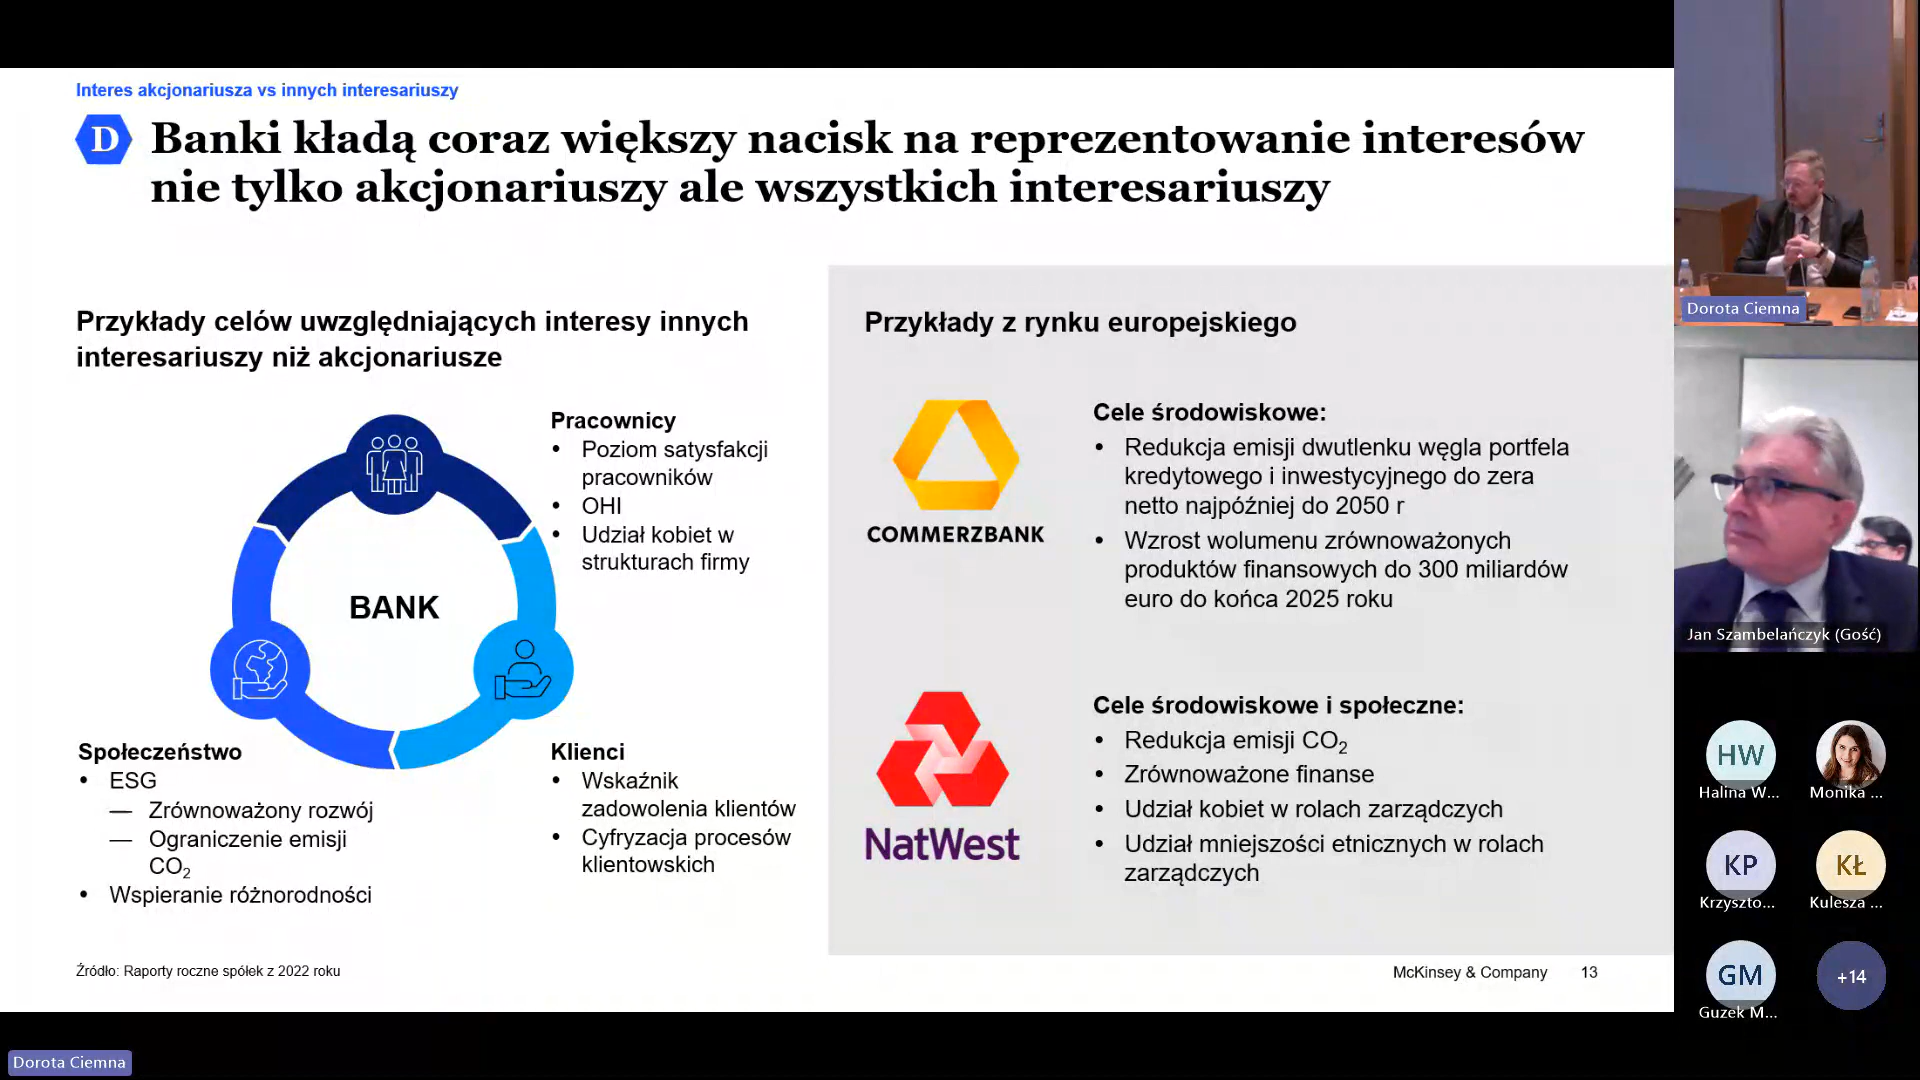 Interes akcjonariusza vs innych interesariuszy
D
Banki kładą coraz większy nacisk na reprezentowanie interesów
nie tylko akcjonariuszy ale wszystkich interesariuszy
Przykłady celów uwzględniających interesy innych
interesariuszy niż akcjonariusze
Pracownicy
• Poziom satysfakcji
pracowników
• OHI
• Udział kobiet w
strukturach firmy
BANK
Społeczeństwo
• ESG
— Zrównoważony rozwój
— Ograniczenie emisji
CO₂
• Wspieranie różnorodności
Klienci
• Wskaźnik
zadowolenia klientów
• Cyfryzacja procesów
klientowskich
Przykłady z rynku europejskiego
COMMERZBANK
Cele środowiskowe:
• Redukcja emisji dwutlenku węgla portfela
kredytowego i inwestycyjnego do zera
netto najpóźniej do 2050 r
• Wzrost wolumenu zrównoważonych
produktów finansowych do 300 miliardów
euro do końca 2025 roku
NatWest
Cele środowiskowe i społeczne:
• Redukcja emisji CO₂
• Zrównoważone finanse
• Udział kobiet w rolach zarządczych
• Udział mniejszości etnicznych w rolach
zarządczych
Źródło: Raporty roczne spółek z 2022 roku
McKinsey & Company 13
Dorota Ciemna
Dorota Ciemna
Jan Szambelańczyk (Gość)
HW
Halina W...
Monika ...
KP
Krzyszto...
KŁ
Kulesza ...
GM
Guzek M...
+14